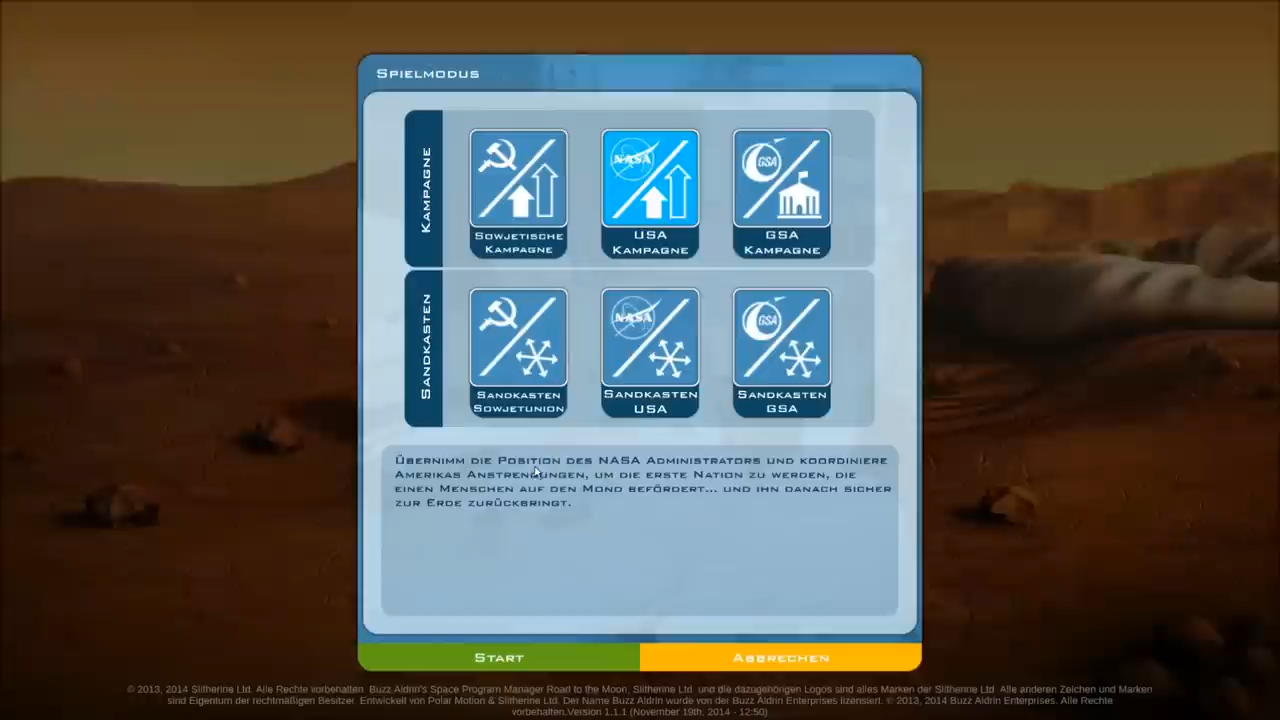 Spielmodus
Kampagne
GSA
NASA
Sowjetische
Kampagne
USA
Kampagne
GSA
Kampagne
Sandkasten
NASA
GSA
Sandkasten
Sowjetunion
Sandkasten
USA
Sandkasten
GSA
Übernimm die Position des NASA Administrators und koordiniere
Amerikas Anstrengungen, um die erste Nation zu werden, die
einen Menschen auf den Mond befördert... und ihn danach sicher
zur Erde zurückbringt.
Start
Abbrechen
© 2013, 2014 Slitherine Ltd. Alle Rechte vorbehalten. Buzz Aldrin's Space Program Manager Road to the Moon, Slitherine Ltd. und die dazugehörigen Logos sind alles Marken der Slitherine Ltd. Alle anderen Zeichen und Marken
sind Eigentum der rechtmäßigen Besitzer. Entwickelt von Polar Motion & Slitherine Ltd. Der Name Buzz Aldrin wurde von der Buzz Aldrin Enterprises lizensiert. © 2013, 2014 Buzz Aldrin Enterprises. Alle Rechte
vorbehalten.Version 1.1.1 (November 19th, 2014 - 12:50)